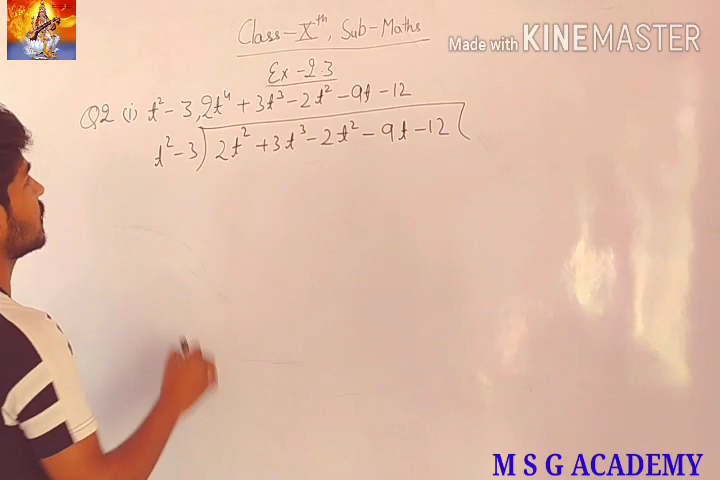 Class-Xth, Sub-Maths
Made with KINEMASTER
Ex-2.3
Q2 (i) t²-3, 2t⁴+3t³-2t²-9t-12
t²-3) 2t²+3t³-2t²-9t-12 (
M S G ACADEMY